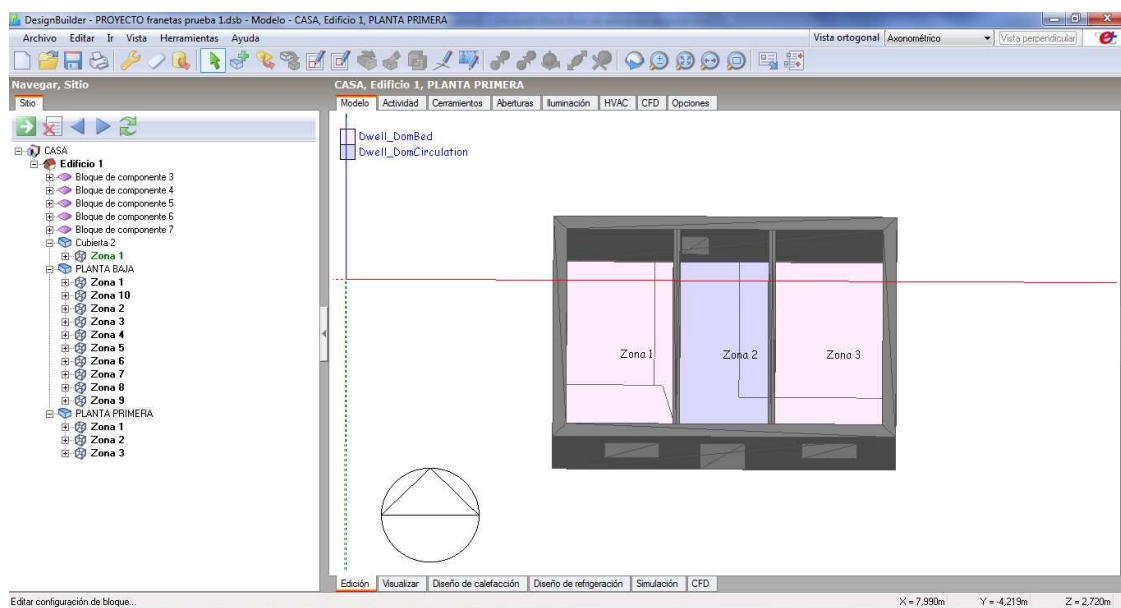 DesignBuilder - PROYECTO franetas prueba 1.dsb - Modelo - CASA, Edificio 1, PLANTA PRIMERA
Archivo Editar Ir Vista Herramientas Ayuda
Vista ortogonal Axonométrico Vista perpendicular
Navegar, Sitio
CASA, Edificio 1, PLANTA PRIMERA
Sitio
Modelo Actividad Cerramientos Aberturas Iluminación HVAC CFD Opciones
Dwell_DomBed
Dwell_DomCirculation
CASA
Edificio 1
Bloque de componente 3
Bloque de componente 4
Bloque de componente 5
Bloque de componente 6
Bloque de componente 7
Cubierta 2
Zona 1
PLANTA BAJA
Zona 1
Zona 10
Zona 2
Zona 3
Zona 4
Zona 5
Zona 6
Zona 7
Zona 8
Zona 9
PLANTA PRIMERA
Zona 1
Zona 2
Zona 3
Zona 1 Zona 2 Zona 3
Edición Visualizar Diseño de calefacción Diseño de refrigeración Simulación CFD
Editar configuración de bloque... X = 7,990m Y = -4,219m Z = 2,720m